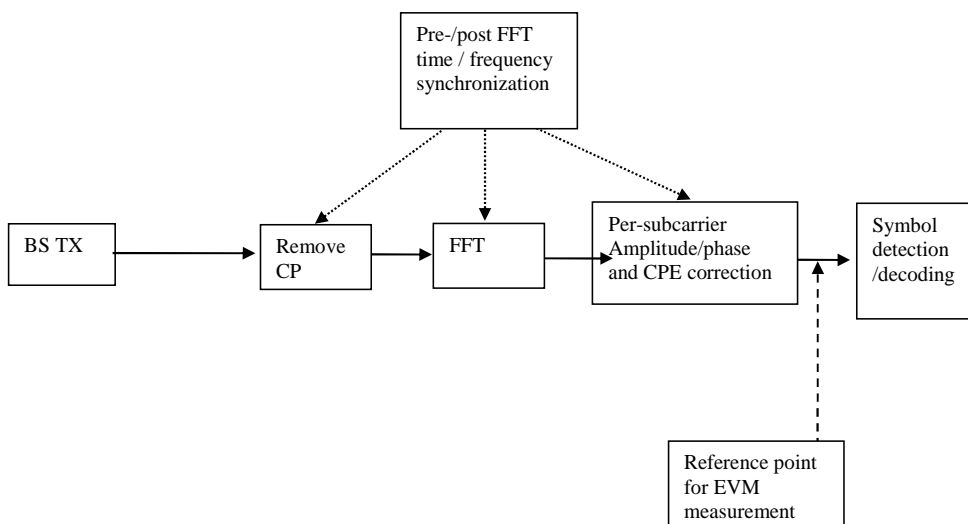 Pre-/post FFT
time / frequency
synchronization
BS TX
Remove
CP
FFT
Per-subcarrier
Amplitude/phase
and CPE correction
Symbol
detection
/decoding
Reference point
for EVM
measurement